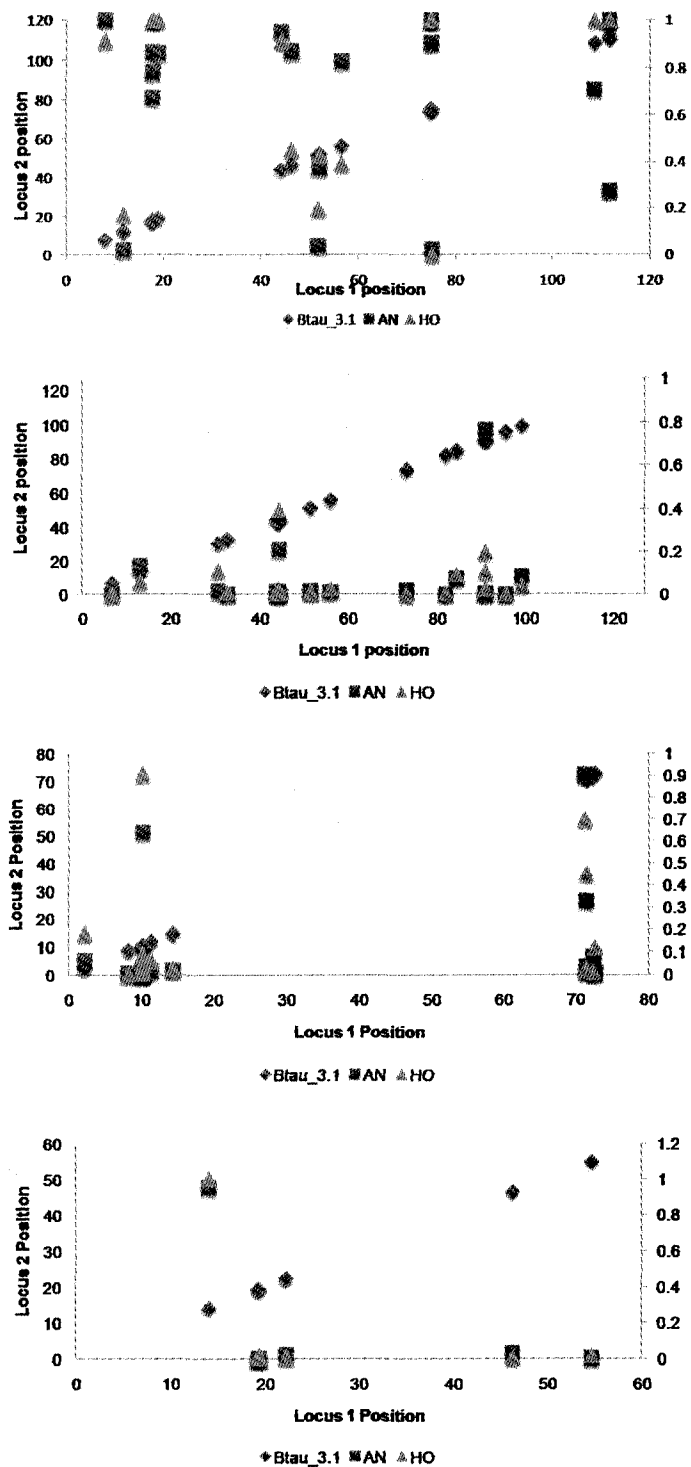 120 1
100 0.8
80 0.6
60
40 0.4
20 0.2
0 0
0 20 40 60 80 100 120
Locus 2 position
Locus 1 position
Btau_3.1 AN HO
120 1
100 0.8
80 0.6
60 0.4
40
20 0.2
0 0
0 20 40 60 80 100 120
Locus 2 position
Locus 1 position
Btau_3.1 AN HO
80 1
70 0.9
60 0.8
50 0.7
40 0.6
30 0.5
20 0.4
10 0.3
0 0.2
0.1
0
0 10 20 30 40 50 60 70 80
Locus 2 Position
Locus 1 Position
Btau_3.1 AN HO
60 1.2
50 1
40 0.8
30 0.6
20 0.4
10 0.2
0 0
0 10 20 30 40 50 60
Locus 2 Position
Locus 1 Position
Btau_3.1 AN HO